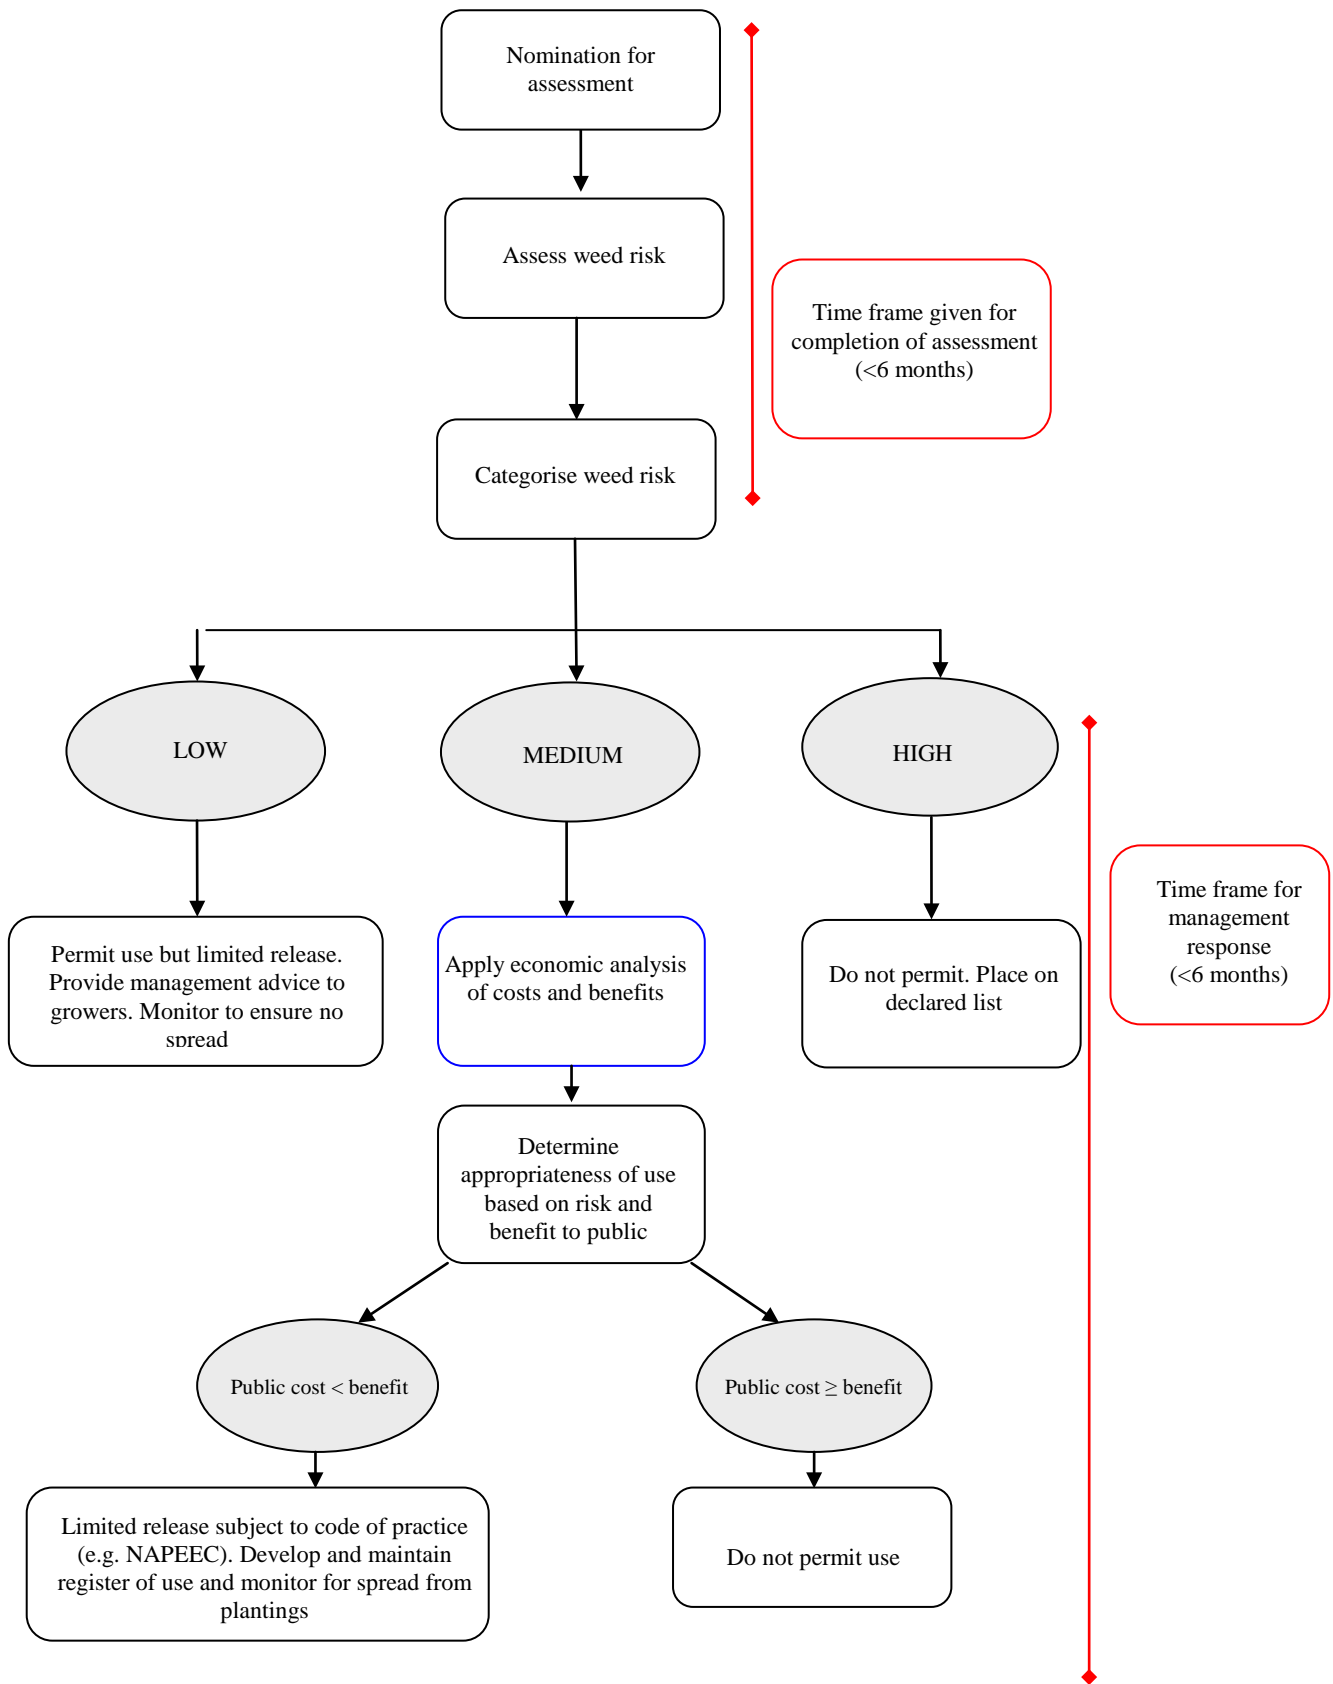 Nomination for
assessment
Assess weed risk
Time frame given for
completion of assessment
(<6 months)
Categorise weed risk
LOW
MEDIUM
HIGH
Permit use but limited release.
Provide management advice to
growers. Monitor to ensure no
spread
Apply economic analysis
of costs and benefits
Do not permit. Place on
declared list
Time frame for
management
response
(<6 months)
Determine
appropriateness of use
based on risk and
benefit to public
Public cost < benefit
Public cost ≥ benefit
Limited release subject to code of practice
(e.g. NAPEEC). Develop and maintain
register of use and monitor for spread from
plantings
Do not permit use